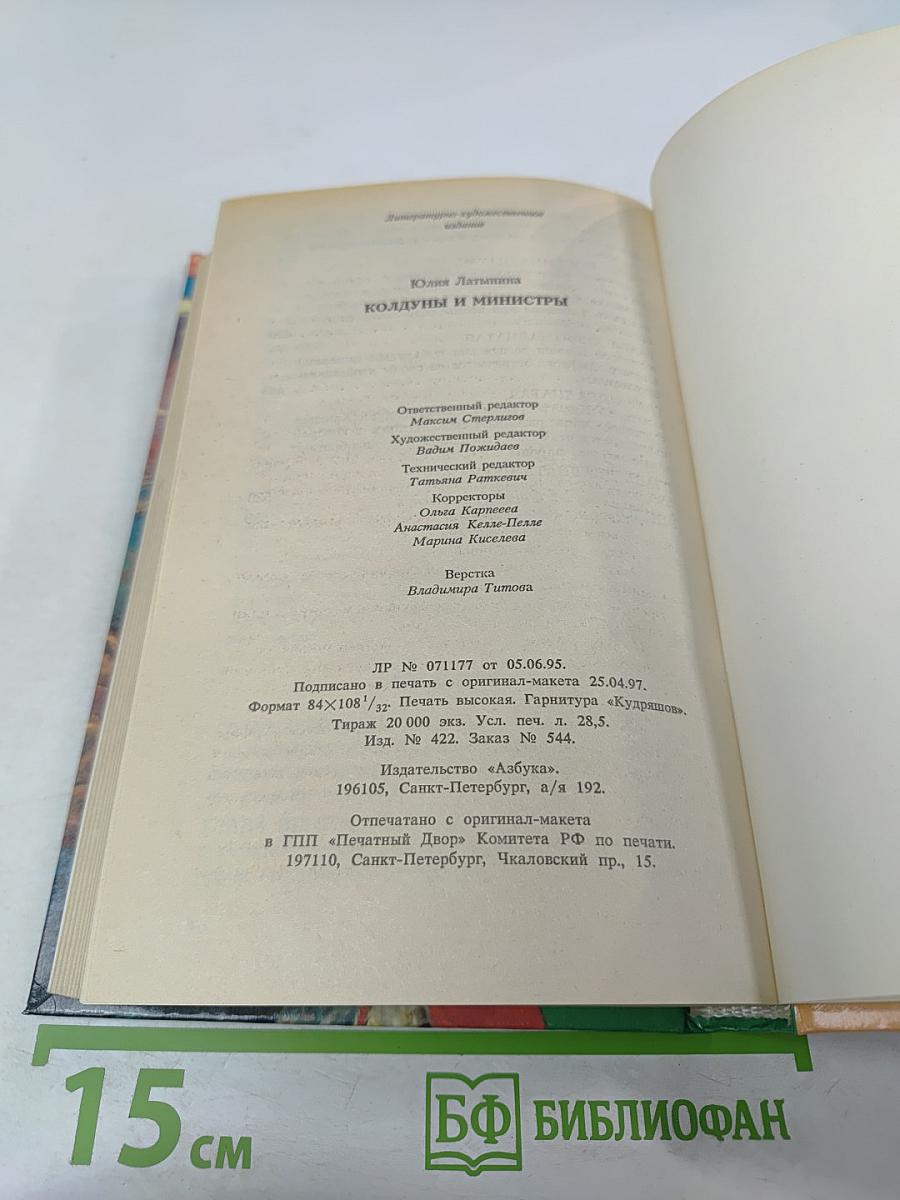 Литературно-художественное
издание
Юлия Латынина
КОЛДУНЫ И МИНИСТРЫ
Ответственный редактор
Максим Стерлигов
Художественный редактор
Вадим Пожидаев
Технический редактор
Татьяна Раткевич
Корректоры
Ольга Карпеева
Анастасия Келле-Пелле
Марина Киселева
Верстка
Владимира Титова
ЛР № 071177 от 05.06.95.
Подписано в печать с оригинал-макета 25.04.97.
Формат 84×108 1/32. Печать высокая. Гарнитура «Кудряшов».
Тираж 20 000 экз. Усл. печ. л. 28,5.
Изд. № 422. Заказ № 544.
Издательство «Азбука».
196105, Санкт-Петербург, а/я 192.
Отпечатано с оригинал-макета
в ГПП «Печатный Двор» Комитета РФ по печати.
197110, Санкт-Петербург, Чкаловский пр., 15.
15 см
БФ БИБЛИОФАН